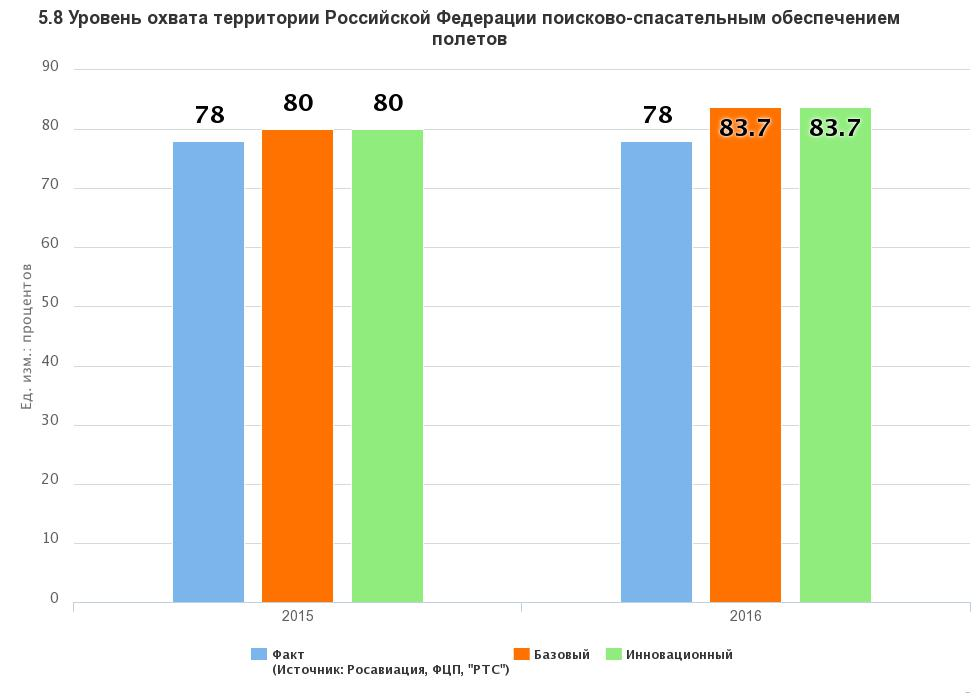 5.8 Уровень охвата территории Российской Федерации поисково-спасательным обеспечением
полетов
90
80
70
60
50
40
30
20
10
0
Ед. изм.: процентов
78
80
80
78
83.7
83.7
2015
2016
Факт
(Источник: Росавиация, ФЦП, "РТС")
Базовый
Инновационный